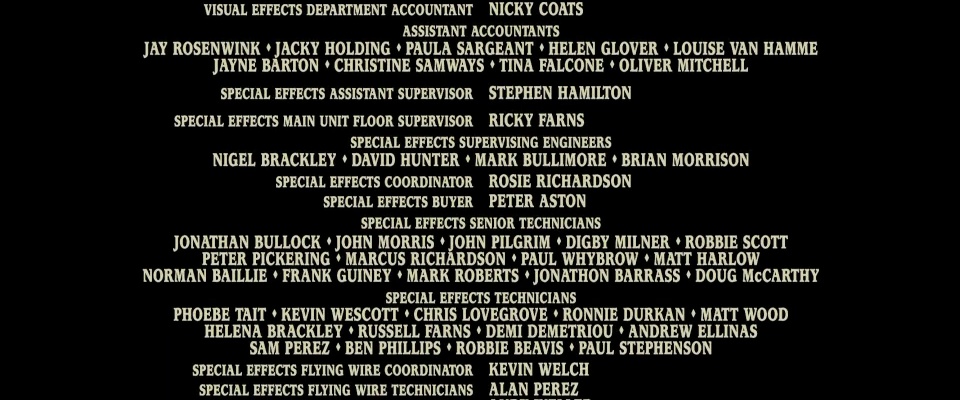 VISUAL EFFECTS DEPARTMENT ACCOUNTANT NICKY COATS
ASSISTANT ACCOUNTANTS
JAY ROSENWINK ♦ JACKY HOLDING ♦ PAULA SARGEANT ♦ HELEN GLOVER ♦ LOUISE VAN HAMME
JAYNE BARTON ♦ CHRISTINE SAMWAYS ♦ TINA FALCONE ♦ OLIVER MITCHELL
SPECIAL EFFECTS ASSISTANT SUPERVISOR STEPHEN HAMILTON
SPECIAL EFFECTS MAIN UNIT FLOOR SUPERVISOR RICKY FARNS
SPECIAL EFFECTS SUPERVISING ENGINEERS
NIGEL BRACKLEY ♦ DAVID HUNTER ♦ MARK BULLIMORE ♦ BRIAN MORRISON
SPECIAL EFFECTS COORDINATOR ROSIE RICHARDSON
SPECIAL EFFECTS BUYER PETER ASTON
SPECIAL EFFECTS SENIOR TECHNICIANS
JONATHAN BULLOCK ♦ JOHN MORRIS ♦ JOHN PILGRIM ♦ DIGBY MILNER ♦ ROBBIE SCOTT
PETER PICKERING ♦ MARCUS RICHARDSON ♦ PAUL WHYBROW ♦ MATT HARLOW
NORMAN BAILLIE ♦ FRANK GUINEY ♦ MARK ROBERTS ♦ JONATHON BARRASS ♦ DOUG McCARTHY
SPECIAL EFFECTS TECHNICIANS
PHOEBE TAIT ♦ KEVIN WESCOTT ♦ CHRIS LOVEGROVE ♦ RONNIE DURKAN ♦ MATT WOOD
HELENA BRACKLEY ♦ RUSSELL FARNS ♦ DEMI DEMETRIOU ♦ ANDREW ELLINAS
SAM PEREZ ♦ BEN PHILLIPS ♦ ROBBIE BEAVIS ♦ PAUL STEPHENSON
SPECIAL EFFECTS FLYING WIRE COORDINATOR KEVIN WELCH
SPECIAL EFFECTS FLYING WIRE TECHNICIANS ALAN PEREZ